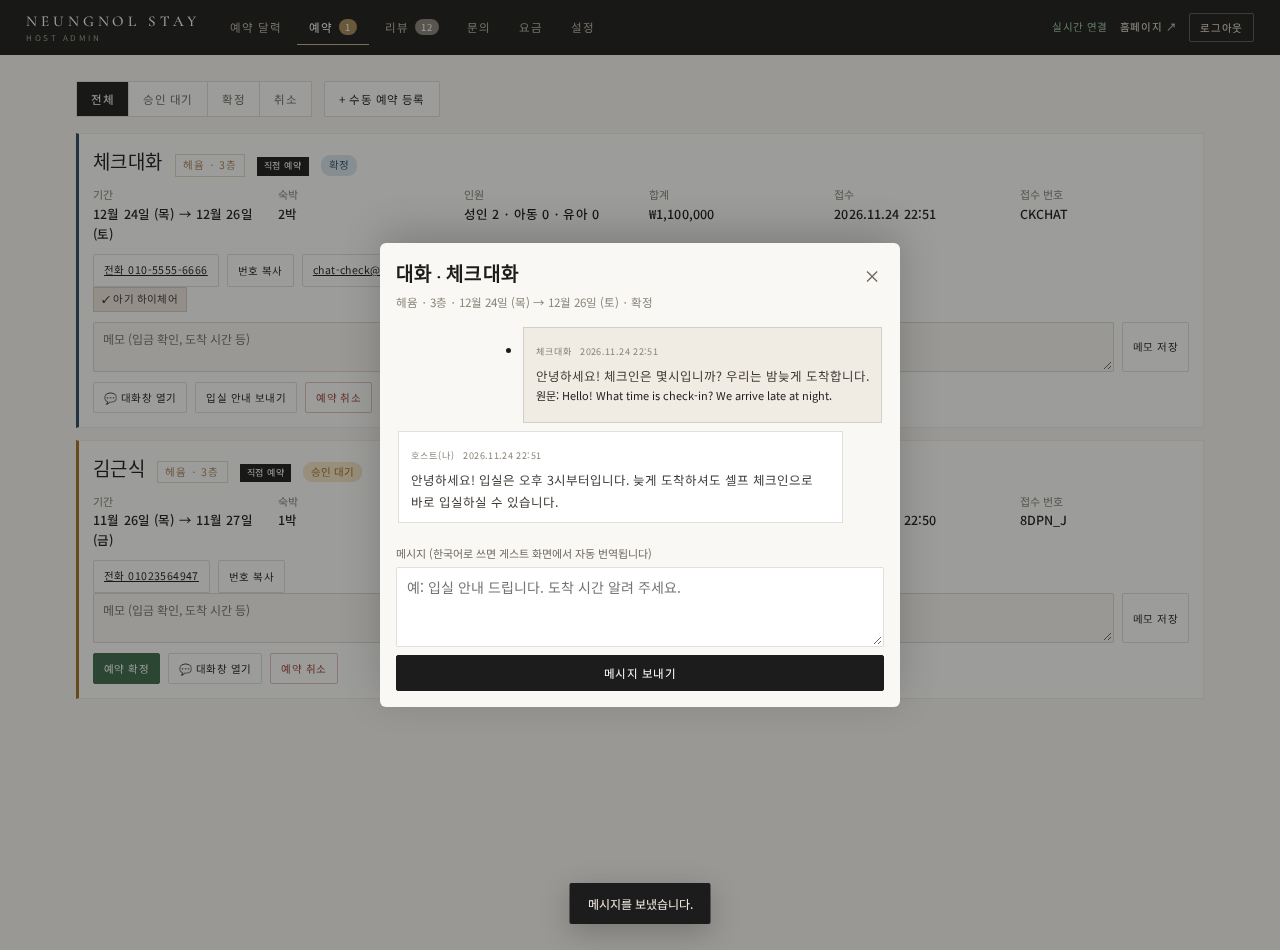 NEUNGNOL STAY
HOST ADMIN
예약 달력
예약 1
리뷰 12
문의
요금
설정
실시간 연결
홈페이지 ↗
로그아웃
전체
승인 대기
확정
취소
+ 수동 예약 등록
체크대화 헤윰 · 3층 직접 예약 확정
기간 숙박 인원 합계 접수 접수 번호
12월 24일 (목) → 12월 26일 2박 성인 2 · 아동 0 · 유아 0 ₩1,100,000 2026.11.24 22:51 CKCHAT
(토)
전화 010-5555-6666 번호 복사 chat-check@
✓ 아기 하이체어
메모 (입금 확인, 도착 시간 등) 메모 저장
💬 대화창 열기 입실 안내 보내기 예약 취소
김근식 헤윰 · 3층 직접 예약 승인 대기
기간 숙박 접수 번호
11월 26일 (목) → 11월 27일 1박 22:50 8DPN_J
(금)
전화 01023564947 번호 복사
메모 (입금 확인, 도착 시간 등) 메모 저장
예약 확정 💬 대화창 열기 예약 취소
대화 · 체크대화 ×
헤윰 · 3층 · 12월 24일 (목) → 12월 26일 (토) · 확정
체크대화 2026.11.24 22:51
안녕하세요! 체크인은 몇시입니까? 우리는 밤늦게 도착합니다.
원문: Hello! What time is check-in? We arrive late at night.
호스트(나) 2026.11.24 22:51
안녕하세요! 입실은 오후 3시부터입니다. 늦게 도착하셔도 셀프 체크인으로
바로 입실하실 수 있습니다.
메시지 (한국어로 쓰면 게스트 화면에서 자동 번역됩니다)
예: 입실 안내 드립니다. 도착 시간 알려 주세요.
메시지 보내기
메시지를 보냈습니다.